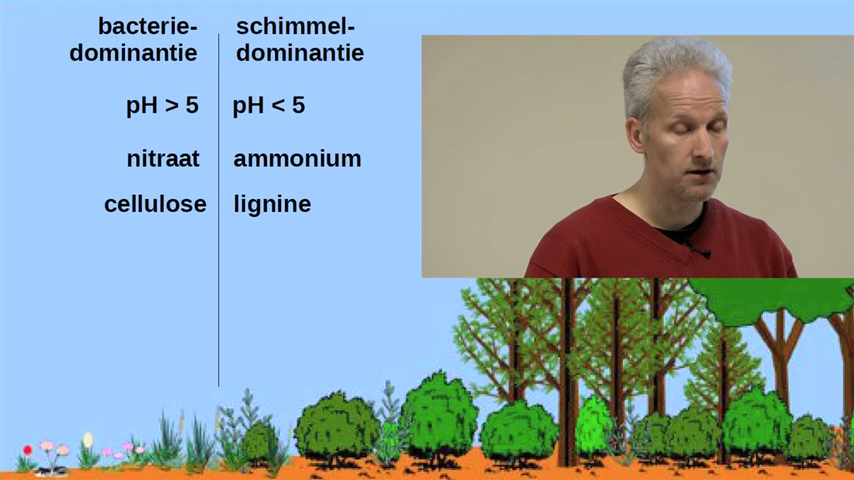 bacterie-
dominantie
schimmel-
dominantie
pH > 5
pH < 5
nitraat
ammonium
cellulose
lignine